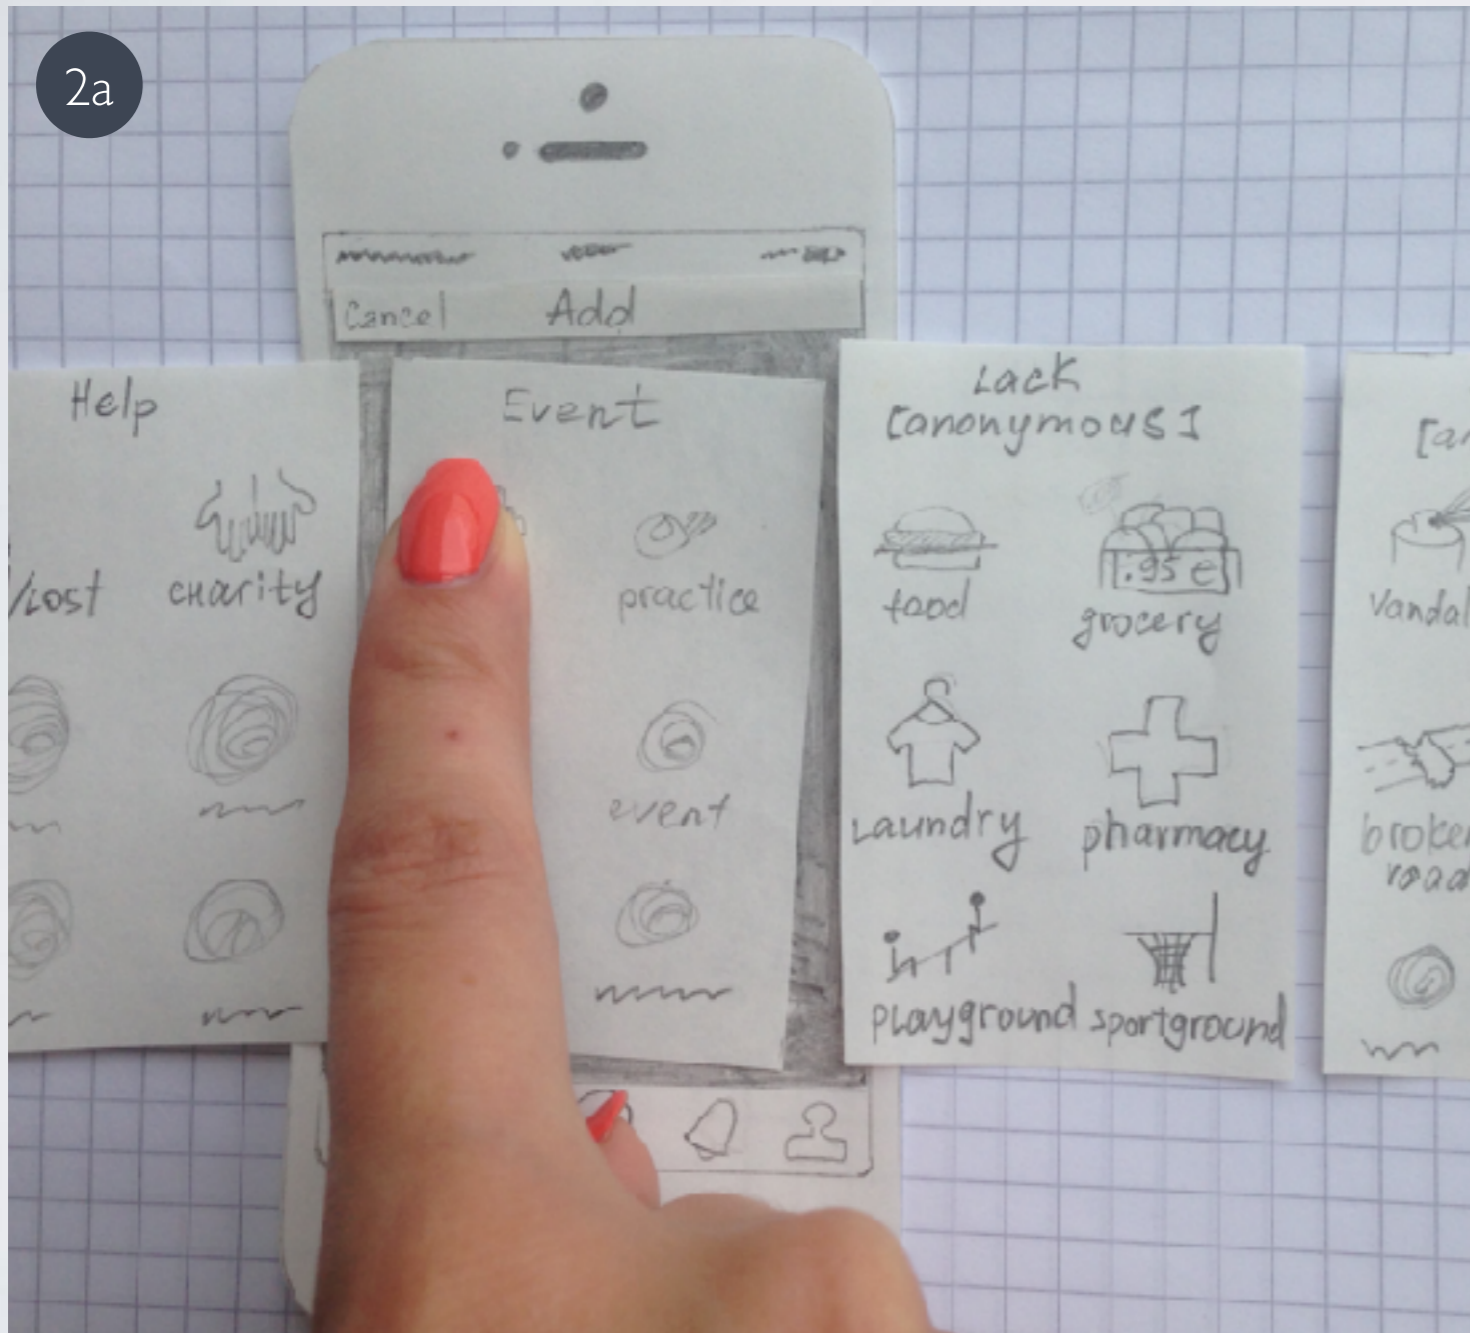 2a
Cancel Add
Help
/Lost charity
Event
practice
event
Lack
[anonymous]
food grocery
1.95 e
Laundry pharmacy
playground sportground
[an
Vandal
broken
road